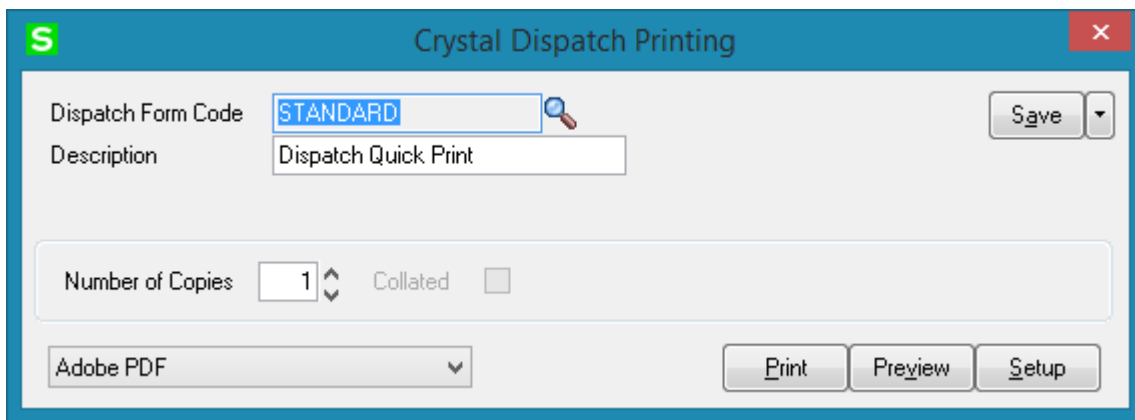 S Crystal Dispatch Printing
Dispatch Form Code STANDARD Save
Description Dispatch Quick Print
Number of Copies 1 Collated
Adobe PDF Print Preview Setup